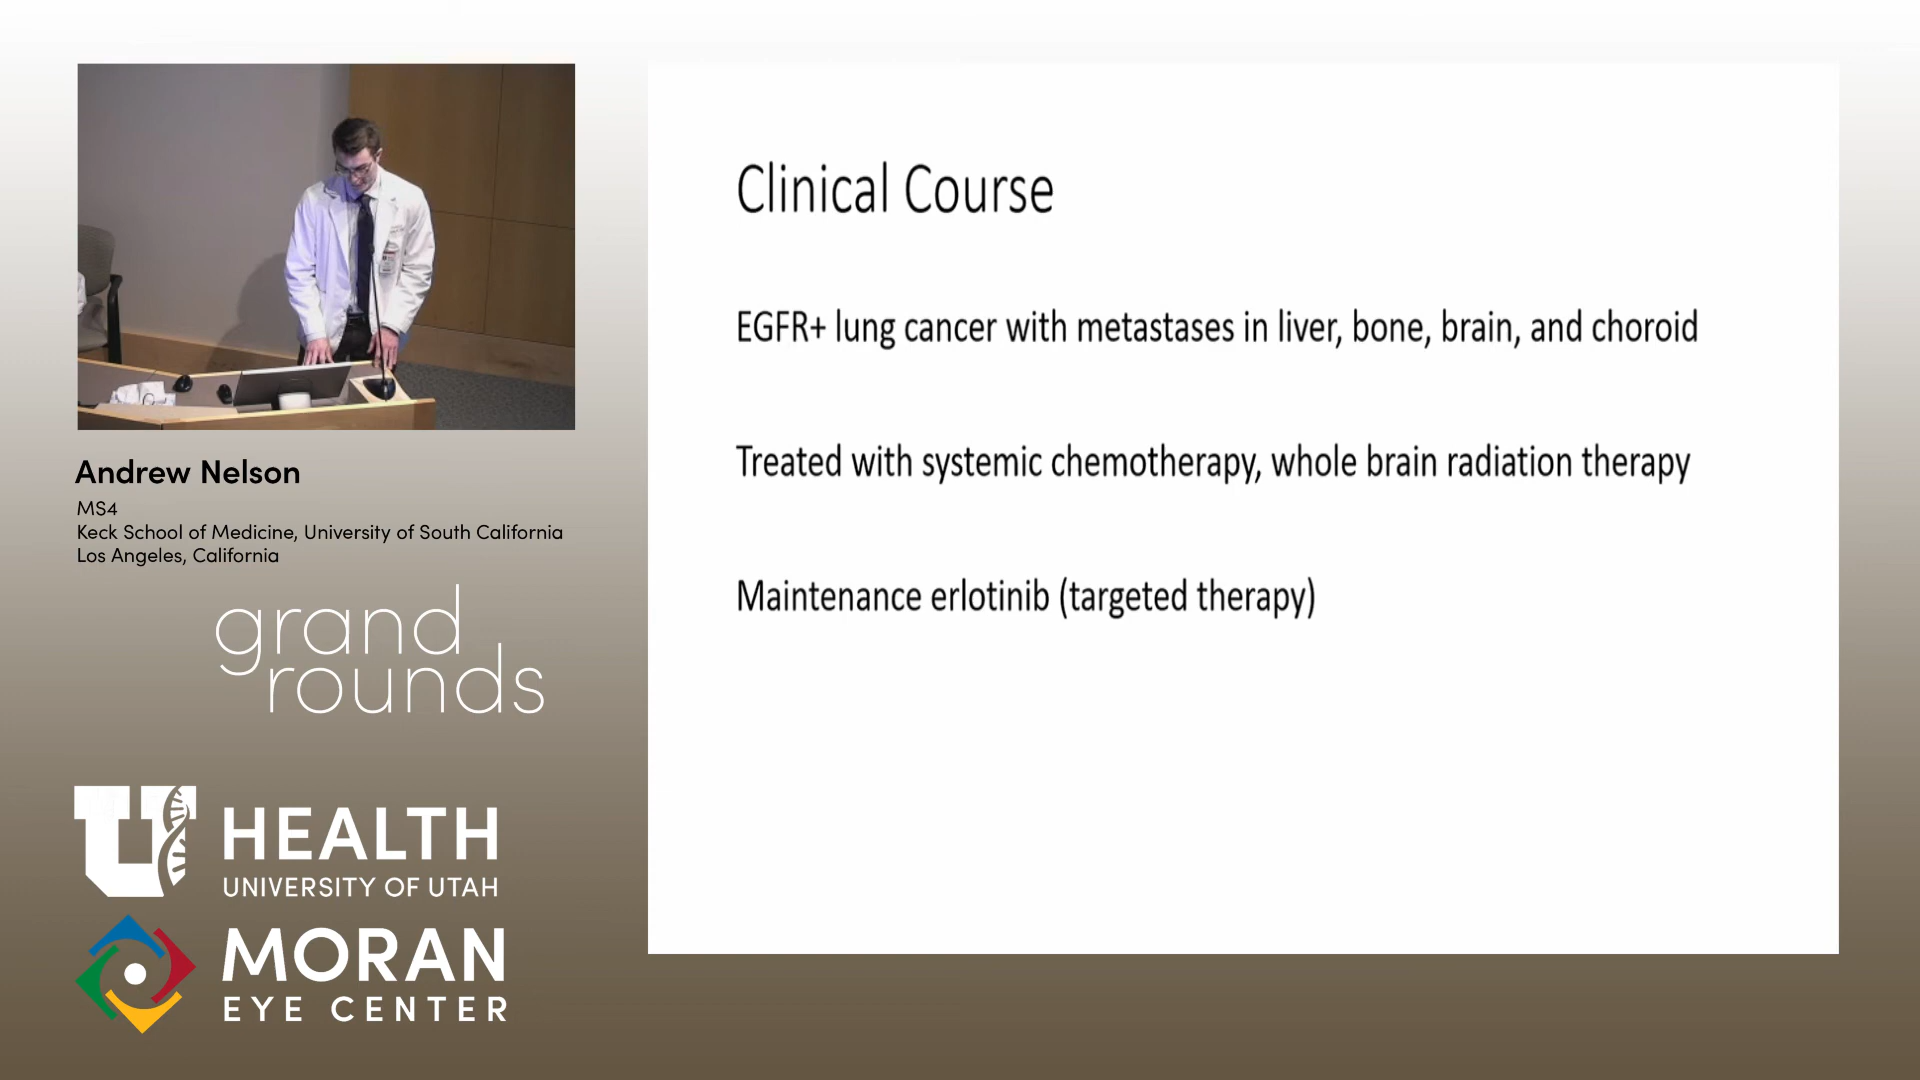 Andrew Nelson
MS4
Keck School of Medicine, University of South California
Los Angeles, California
grand
rounds
U HEALTH
UNIVERSITY OF UTAH
MORAN
EYE CENTER
Clinical Course
EGFR+ lung cancer with metastases in liver, bone, brain, and choroid
Treated with systemic chemotherapy, whole brain radiation therapy
Maintenance erlotinib (targeted therapy)